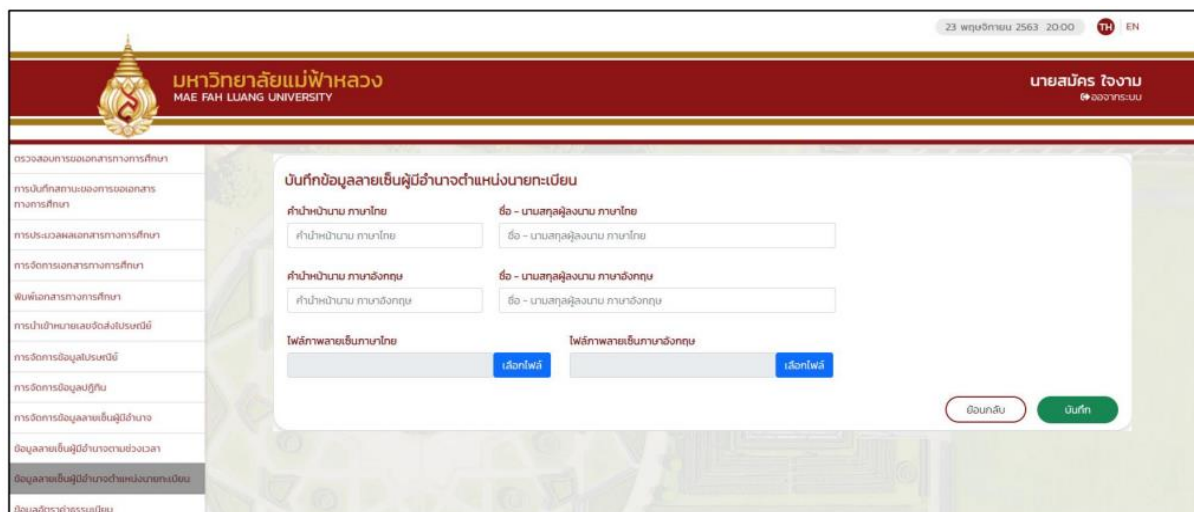 23 พฤศจิกายน 2563 20:00 TH EN
มหาวิทยาลัยแม่ฟ้าหลวง
MAE FAH LUANG UNIVERSITY
นายสมัคร ใจงาม
ออกจากระบบ
ตรวจสอบการขอเอกสารทางการศึกษา
การบันทึกสถานะของการขอเอกสาร
ทางการศึกษา
การประมวลผลเอกสารทางการศึกษา
การจัดการเอกสารทางการศึกษา
พิมพ์เอกสารทางการศึกษา
การนำเข้าหมายเลขจัดส่งไปรษณีย์
การจัดการข้อมูลไปรษณีย์
การจัดการข้อมูลปฏิทิน
การจัดการข้อมูลลายเซ็นผู้มีอำนาจ
ข้อมูลลายเซ็นผู้มีอำนาจตามช่วงเวลา
ข้อมูลลายเซ็นผู้มีอำนาจตำแหน่งนายทะเบียน
ข้อมูลอัตราค่าธรรมเนียม
บันทึกข้อมูลลายเซ็นผู้มีอำนาจตำแหน่งนายทะเบียน
คำนำหน้านาม ภาษาไทย ชื่อ - นามสกุลผู้ลงนาม ภาษาไทย
คำนำหน้านาม ภาษาไทย ชื่อ - นามสกุลผู้ลงนาม ภาษาไทย
คำนำหน้านาม ภาษาอังกฤษ ชื่อ - นามสกุลผู้ลงนาม ภาษาอังกฤษ
คำนำหน้านาม ภาษาอังกฤษ ชื่อ - นามสกุลผู้ลงนาม ภาษาอังกฤษ
ไฟล์ภาพลายเซ็นภาษาไทย ไฟล์ภาพลายเซ็นภาษาอังกฤษ
เลือกไฟล์ เลือกไฟล์
ย้อนกลับ บันทึก